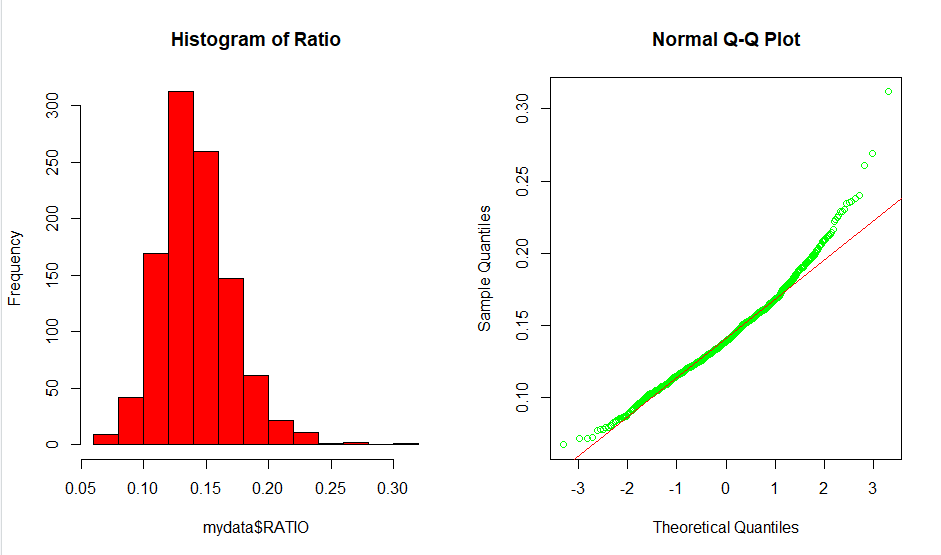 Histogram of Ratio
Frequency
300
250
200
150
100
50
0
0.05 0.10 0.15 0.20 0.25 0.30
mydata$RATIO
Normal Q-Q Plot
Sample Quantiles
0.30
0.25
0.20
0.15
0.10
-3 -2 -1 0 1 2 3
Theoretical Quantiles